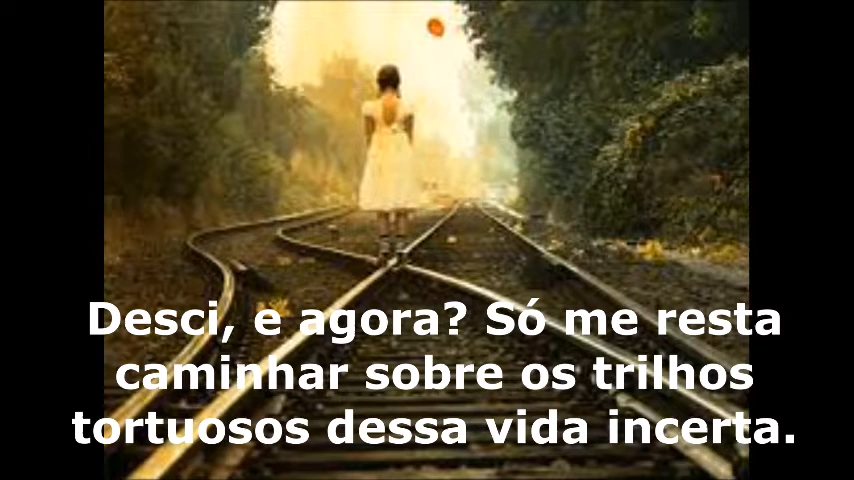 Desci, e agora? Só me resta
caminhar sobre os trilhos
tortuosos dessa vida incerta.